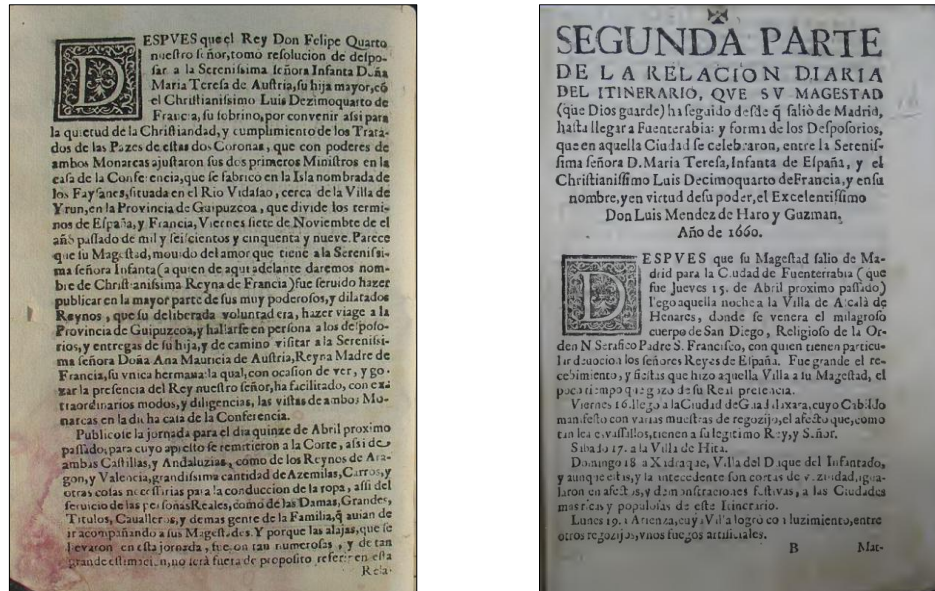 DESPVES que el Rey Don Felipe Quarto
nuestro señor, tomò resolucion de despo-
sar a la Serenissima señora Infanta Doña
Maria Teresa de Austria, su hija mayor, cõ
el Christianissimo Luis Dezimoquarto de
Francia, su sobrino, por convenir assi para
la quietud de la Christiandad, y cumplimiento de los Trata-
dos de las Pazes de estas dos Coronas, que con poderes de
ambos Monarcas ajustaron sus dos primeros Ministros en la
casa de la Conferencia, que se fabricò en la Isla nombrada de
los Faysanes, situada en el Rio Vidasao, cerca de la Villa de
Yrun, en la Provincia de Guipuzcoa, que divide los termi-
nos de España, y Francia, Viernes siete de Noviembre de el
año passado de mil y seiscientos y cinquenta y nueve. Parece
que su Magestad, movido del amor que tiene à la Serenissi-
ma señora Infanta (a quien de aqui adelante daremos nom-
bre de Christianissima Reyna de Francia) fue seruido hazer
publicar en la mayor parte de sus muy poderosos, y dilatados
Reynos, que su deliberada voluntad era, hazer viage a la
Provincia de Guipuzcoa, y hallarse en persona a los desposo-
rios, y entregas de su hija, y de camino visitar a la Serenissi-
ma señora Doña Ana Mauricia de Austria, Reyna Madre de
Francia, su vnica hermana: la qual, con ocasion de ver, y go-
zar la presencia del Rey nuestro señor, ha facilitado, con exã
traordinarios modos, y diligencias, las vistas de ambos Mo-
narcas en la dicha casa de la Conferencia.
Publicose la jornada para el dia quinze de Abril proximo
passado, para cuyo apresto se remitieron a la Corte, assi de
ambas Castillas, y Andaluzias, como de los Reynos de Ara-
gon, y Valencia, grandissima cantidad de Azemilas, Carros, y
otras cosas necessarias para la conduccion de la ropa, assi del
seruicio de las personas Reales, como de las Damas, Grandes,
Titulos, Caualleros, y demas gente de la Familia, q̃ auian de
ir acompañando a sus Magestades. Y porque las alajas, que se
llevaron en esta jornada, fueron tan numerosas, y de tan
grande estimacion, no serà fuera de proposito referir en esta
Rela-
SEGUNDA PARTE
DE LA RELACION DIARIA
DEL ITINERARIO, QVE SV MAGESTAD
(que Dios guarde) ha seguido desde q̃ saliò de Madrid,
hasta llegar a Fuenterabia: y forma de los Desposorios,
que en aquella Ciudad se celebraron, entre la Serenis-
sima señora D. Maria Teresa, Infanta de España, y el
Christianissimo Luis Decimoquarto de Francia, y en su
nombre, y en virtud de su poder, el Excelentissimo
Don Luis Mendez de Haro y Guzman.
Año de 1660.
DESPVES que su Magestad salio de Ma-
drid para la Ciudad de Fuenterrabia (que
fue Jueves 15. de Abril proximo passado)
llego aquella noche a la Villa de Alcalà de
Henares, donde se venera el milagroso
cuerpo de San Diego, Religioso de la Or-
den N Serafico Padre S. Francisco, con quien tienen particu-
lar deuocion los señores Reyes de España. Fue grande el re-
cebimiento, y fiestas que hizo aquella Villa a su Magestad, el
poco tiempo que gozò de su Real presencia.
Viernes 16. llego a la Ciudad de Guadalaxara, cuyo Cabildo
manifesto con varias muestras de regozijo, el afecto que, como
tan leales vassallos, tienen a su legitimo Rey, y Señor.
Sabado 17. a la Villa de Hita.
Domingo 18 a Xadraque, Villa del Duque del Infantado,
y aunque esta, y la antecedente son cortas de vezindad, igua-
laron en afectos, y demonstraciones festivas, a las Ciudades
mas ricas y populosas de este Itinerario.
Lunes 19. a Atienza, cuya Villa logrò con luzimiento, entre
otros regozijos, vnos fuegos artificiales.
B Mar-